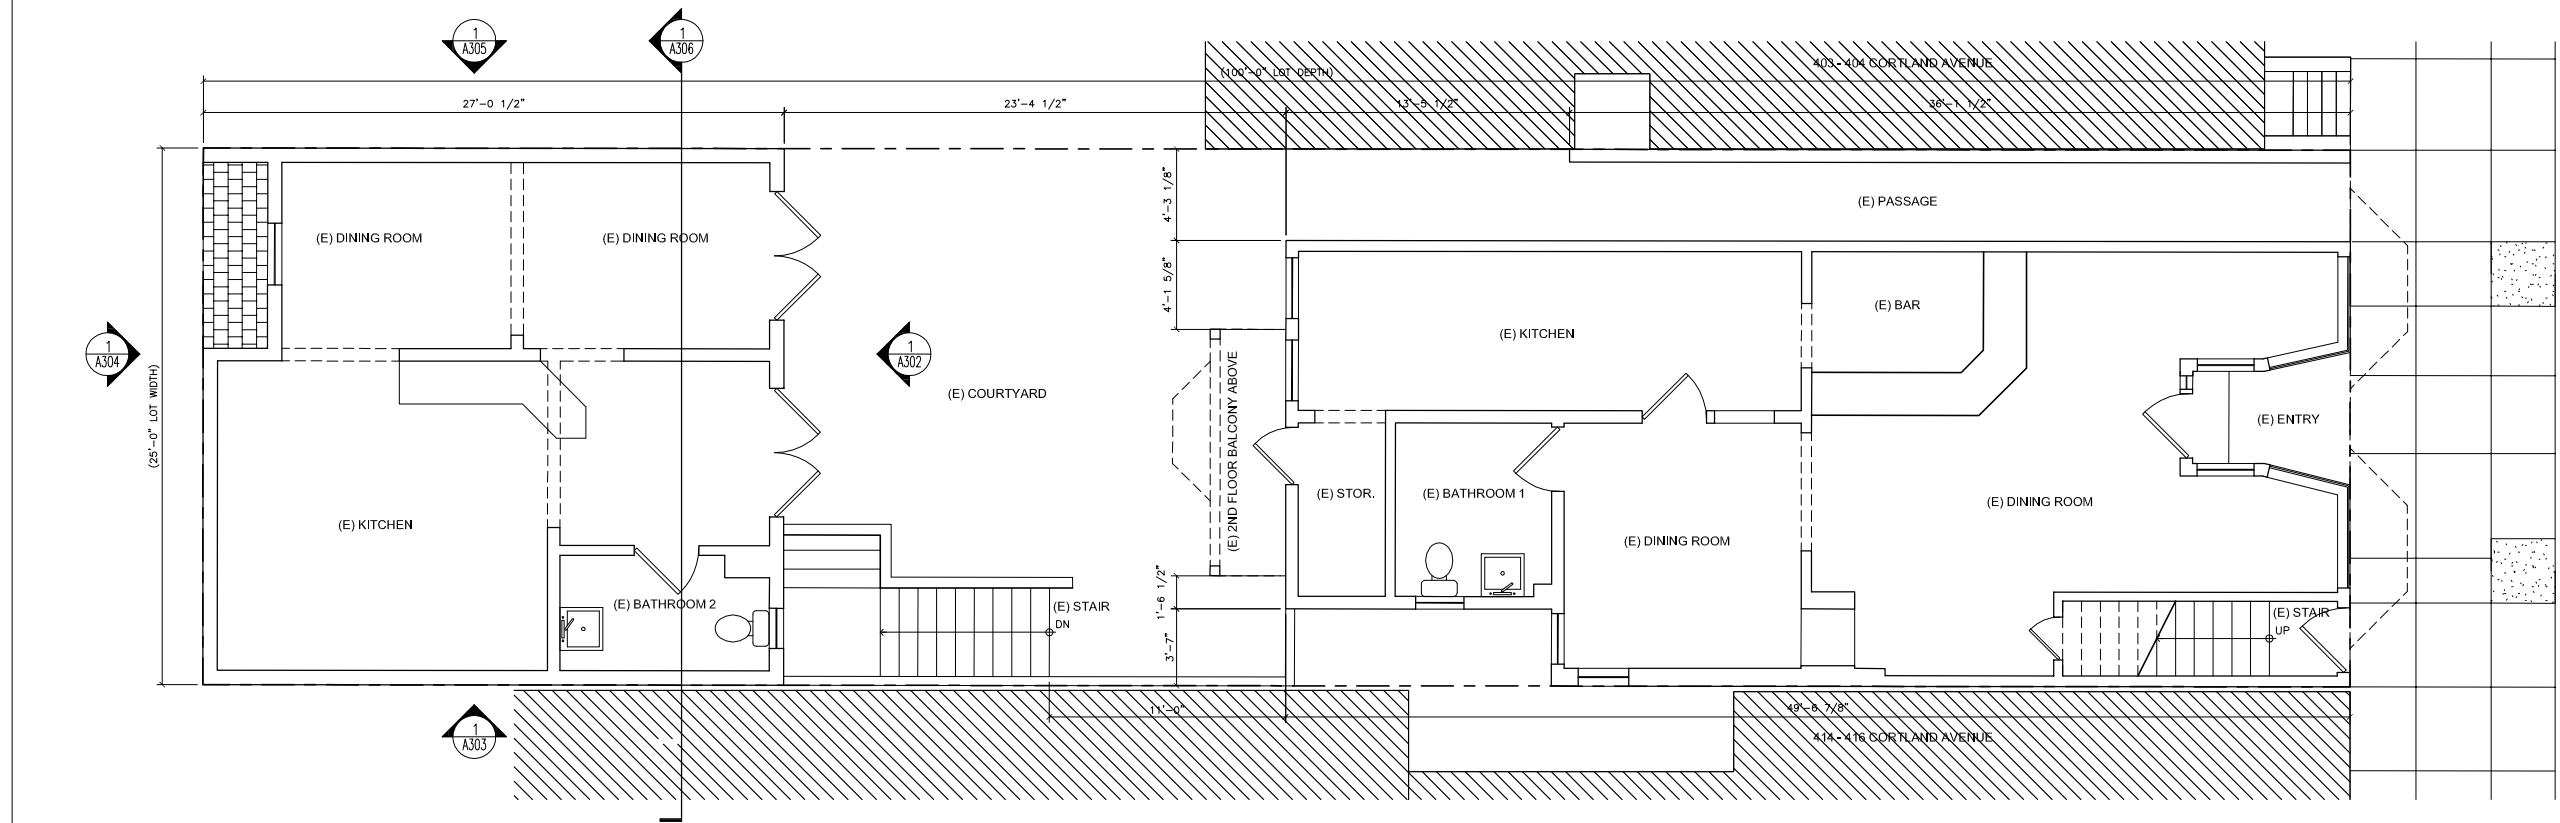 1
A305
1
A306
(100'-0" LOT DEPTH)
403 - 404 CORTLAND AVENUE
27'-0 1/2"
23'-4 1/2"
13'-5 1/2"
36'-1 1/2"
4'-3 1/8"
(E) PASSAGE
(E) DINING ROOM
(E) DINING ROOM
4'-1 5/8"
(E) BAR
(E) KITCHEN
1
A304
1
A302
(25'-0" LOT WIDTH)
(E) COURTYARD
(E) 2ND FLOOR BALCONY ABOVE
(E) ENTRY
(E) STOR.
(E) BATHROOM 1
(E) DINING ROOM
(E) KITCHEN
(E) DINING ROOM
1'-6 1/2"
(E) BATHROOM 2
(E) STAIR
DN
(E) STAIR
UP
3'-7"
11'-0"
49'-6 7/8"
1
A303
414 - 416 CORTLAND AVENUE